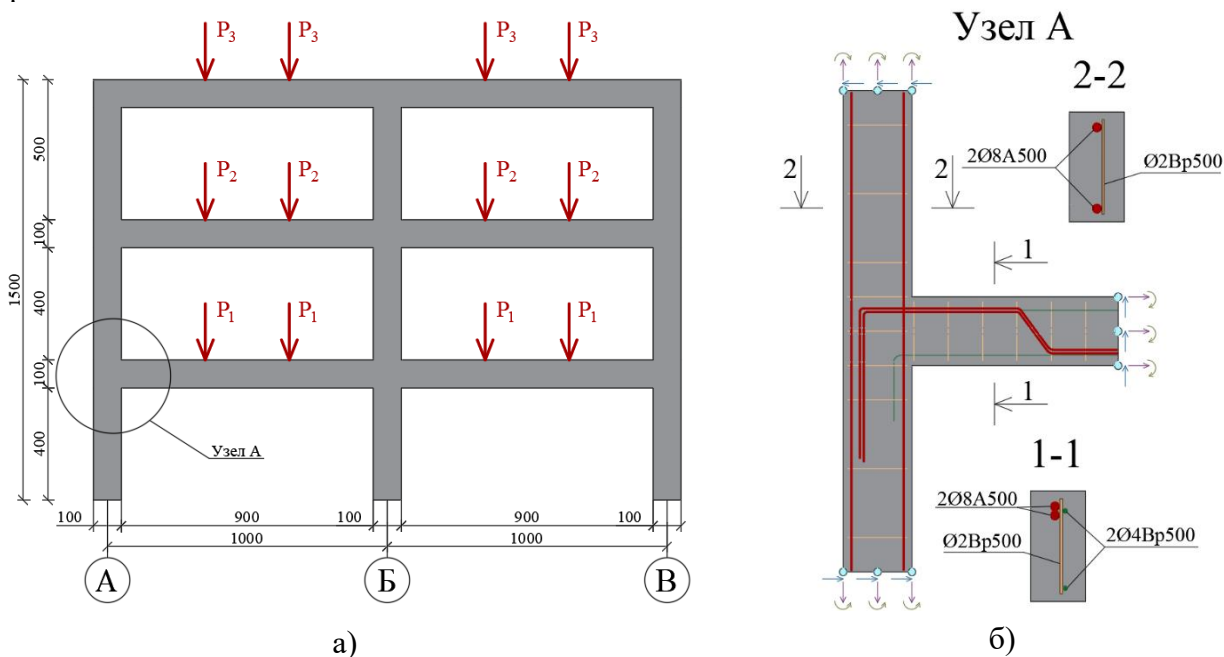 P₃ P₃ P₃ P₃
P₂ P₂ P₂ P₂
P₁ P₁ P₁ P₁
1500
500
100
400
100
400
Узел А
100 900 100 900 100
1000 1000
А Б В
а)
Узел А
2-2
2Ø8А500
Ø2Вр500
2 2
1
1
1-1
2Ø8А500
Ø2Вр500
2Ø4Вр500
б)